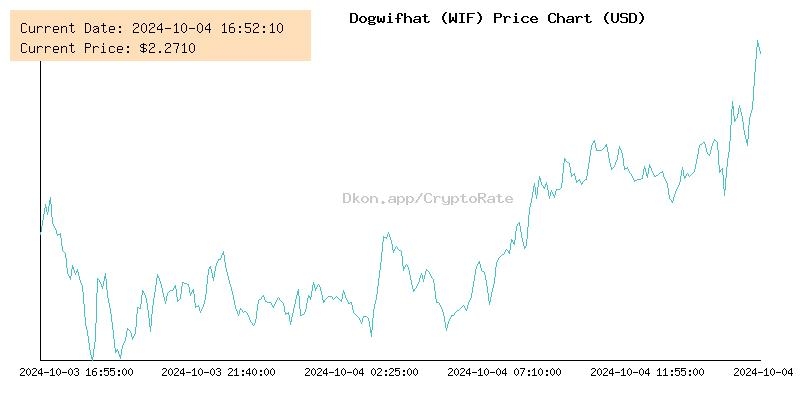 Dogwifhat (WIF) Price Chart (USD)
Current Date: 2024-10-04 16:52:10
Current Price: $2.2710
Dkon.app/CryptoRate
2024-10-03 16:55:00 2024-10-03 21:40:00 2024-10-04 02:25:00 2024-10-04 07:10:00 2024-10-04 11:55:00 2024-10-04